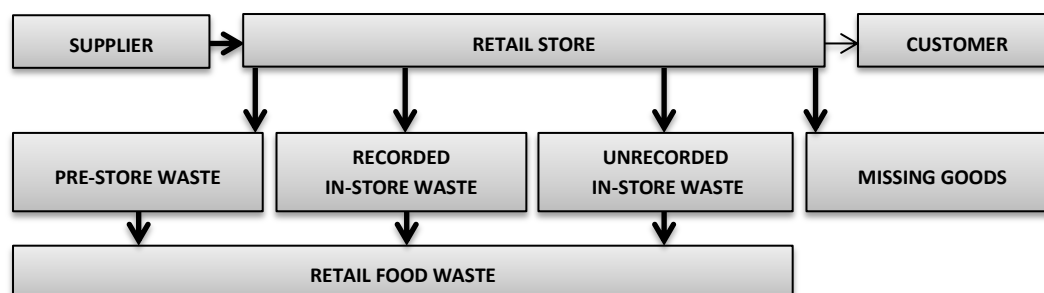 SUPPLIER
RETAIL STORE
CUSTOMER
PRE-STORE WASTE
RECORDED
IN-STORE WASTE
UNRECORDED
IN-STORE WASTE
MISSING GOODS
RETAIL FOOD WASTE